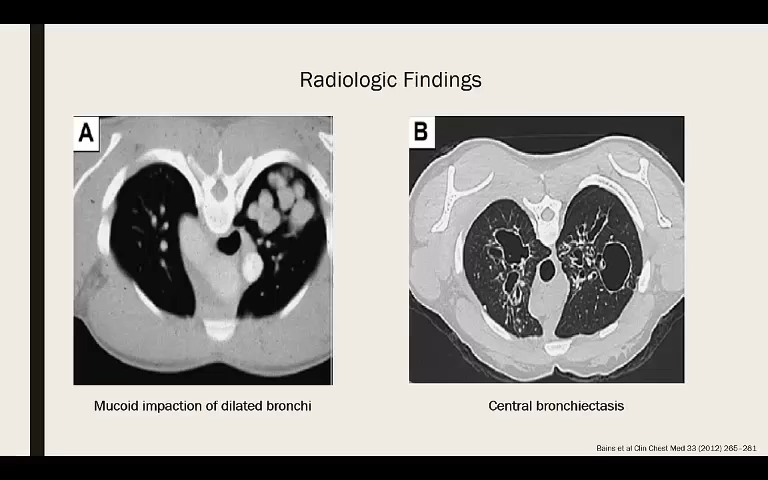 Radiologic Findings
A
B
Mucoid impaction of dilated bronchi
Central bronchiectasis
Bains et al Clin Chest Med 33 (2012) 265–281